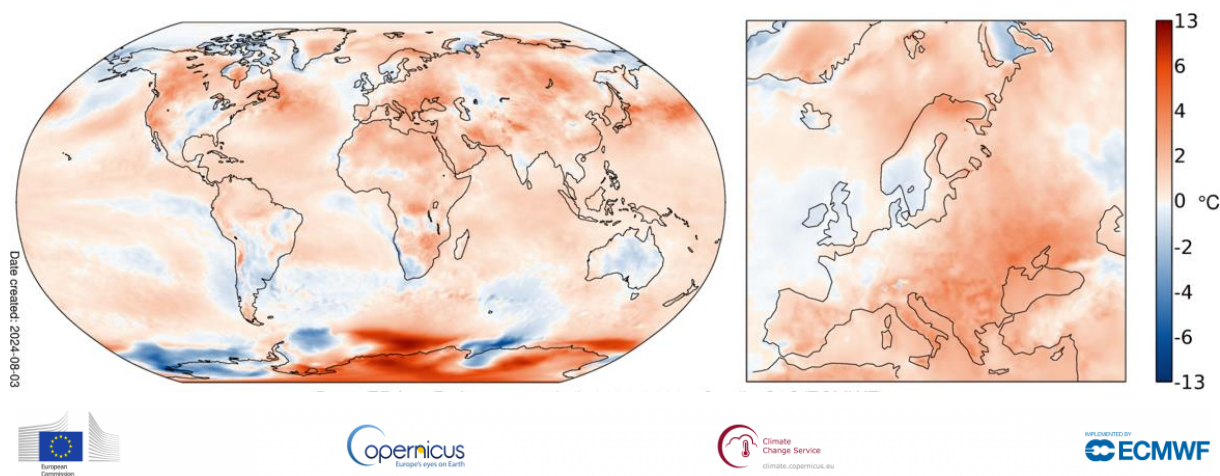 13
6
4
2
0 °C
-2
-4
-6
-13
Date created: 2024-08-03
European
Commission
opernicus
Europe's eyes on Earth
Climate
Change Service
climate.copernicus.eu
IMPLEMENTED BY
ECMWF